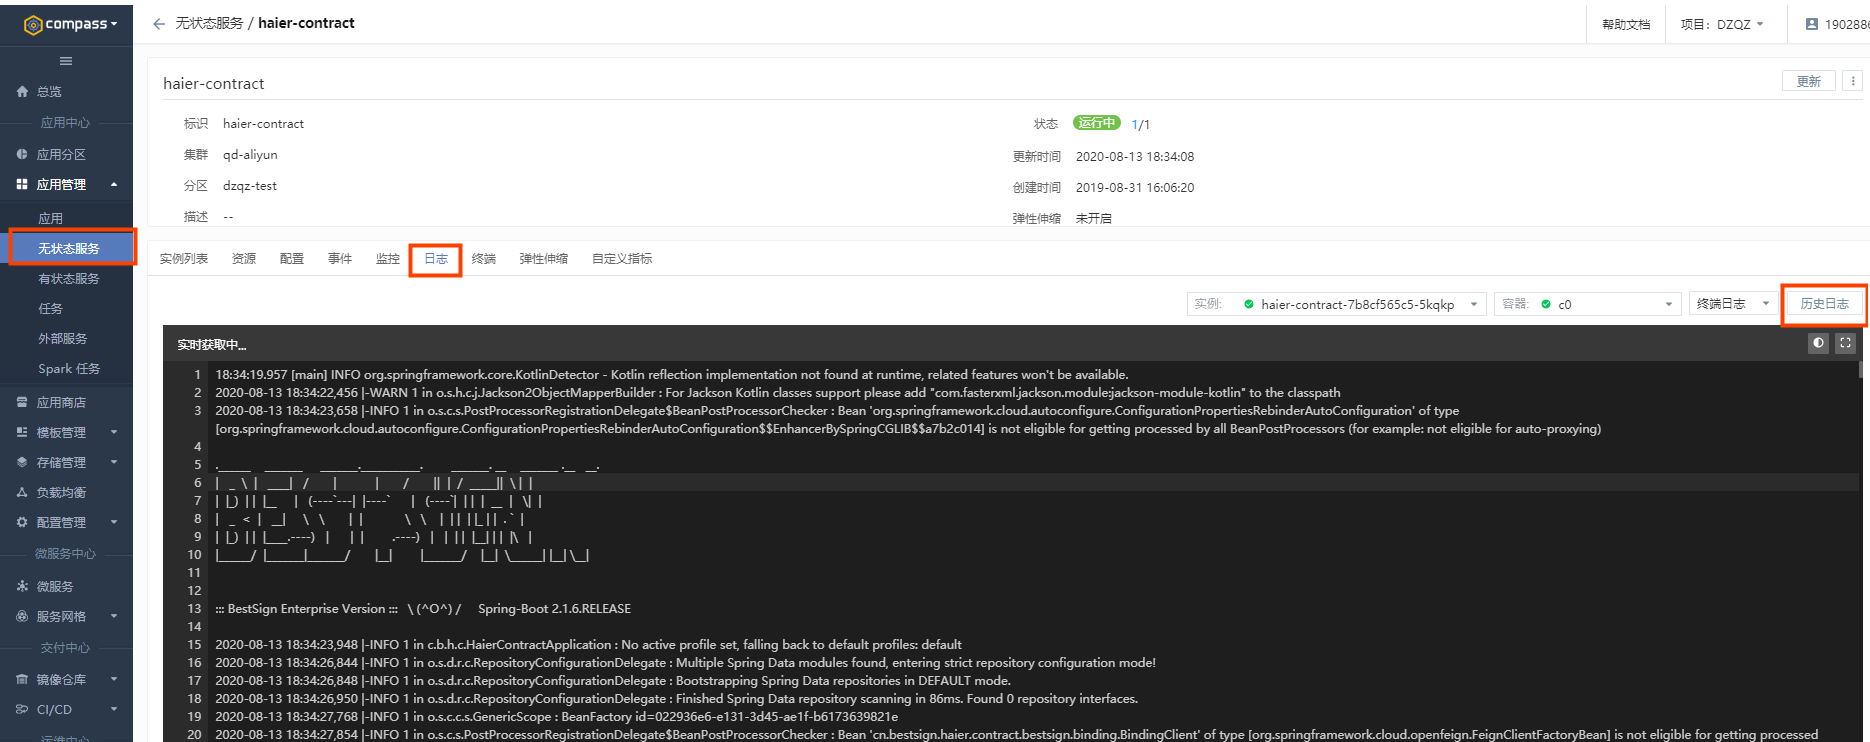 compass
无状态服务 / haier-contract
帮助文档
项目：DZQZ
1902886
总览
应用中心
应用分区
应用管理
应用
无状态服务
有状态服务
任务
外部服务
Spark 任务
应用商店
模板管理
存储管理
负载均衡
配置管理
微服务中心
微服务
服务网格
交付中心
镜像仓库
CI/CD
运维中心
haier-contract
更新
标识 haier-contract
状态 运行中 1/1
集群 qd-aliyun
更新时间 2020-08-13 18:34:08
分区 dzqz-test
创建时间 2019-08-31 16:06:20
描述 --
弹性伸缩 未开启
实例列表 资源 配置 事件 监控 日志 终端 弹性伸缩 自定义指标
实例: haier-contract-7b8cf565c5-5kqkp 容器: c0 终端日志 历史日志
实时获取中...
1 18:34:19.957 [main] INFO org.springframework.core.KotlinDetector - Kotlin reflection implementation not found at runtime, related features won't be available.
2 2020-08-13 18:34:22,456 |-WARN 1 in o.s.h.c.j.Jackson2ObjectMapperBuilder : For Jackson Kotlin classes support please add "com.fasterxml.jackson.module:jackson-module-kotlin" to the classpath
3 2020-08-13 18:34:23,658 |-INFO 1 in o.s.c.s.PostProcessorRegistrationDelegate$BeanPostProcessorChecker : Bean 'org.springframework.cloud.autoconfigure.ConfigurationPropertiesRebinderAutoConfiguration' of type
[org.springframework.cloud.autoconfigure.ConfigurationPropertiesRebinderAutoConfiguration$$EnhancerBySpringCGLIB$$a7b2c014] is not eligible for getting processed by all BeanPostProcessors (for example: not eligible for auto-proxying)
4
5
6
7
8
9
10
11
12
13 ::: BestSign Enterprise Version ::: \ (^O^) / Spring-Boot 2.1.6.RELEASE
14
15 2020-08-13 18:34:23,948 |-INFO 1 in c.b.h.c.HaierContractApplication : No active profile set, falling back to default profiles: default
16 2020-08-13 18:34:26,844 |-INFO 1 in o.s.d.r.c.RepositoryConfigurationDelegate : Multiple Spring Data modules found, entering strict repository configuration mode!
17 2020-08-13 18:34:26,848 |-INFO 1 in o.s.d.r.c.RepositoryConfigurationDelegate : Bootstrapping Spring Data repositories in DEFAULT mode.
18 2020-08-13 18:34:26,950 |-INFO 1 in o.s.d.r.c.RepositoryConfigurationDelegate : Finished Spring Data repository scanning in 86ms. Found 0 repository interfaces.
19 2020-08-13 18:34:27,768 |-INFO 1 in o.s.c.c.s.GenericScope : BeanFactory id=022936e6-e131-3d45-ae1f-b6173639821e
20 2020-08-13 18:34:27,854 |-INFO 1 in o.s.c.s.PostProcessorRegistrationDelegate$BeanPostProcessorChecker : Bean 'cn.bestsign.haier.contract.bestsign.binding.BindingClient' of type [org.springframework.cloud.openfeign.FeignClientFactoryBean] is not eligible for getting processed